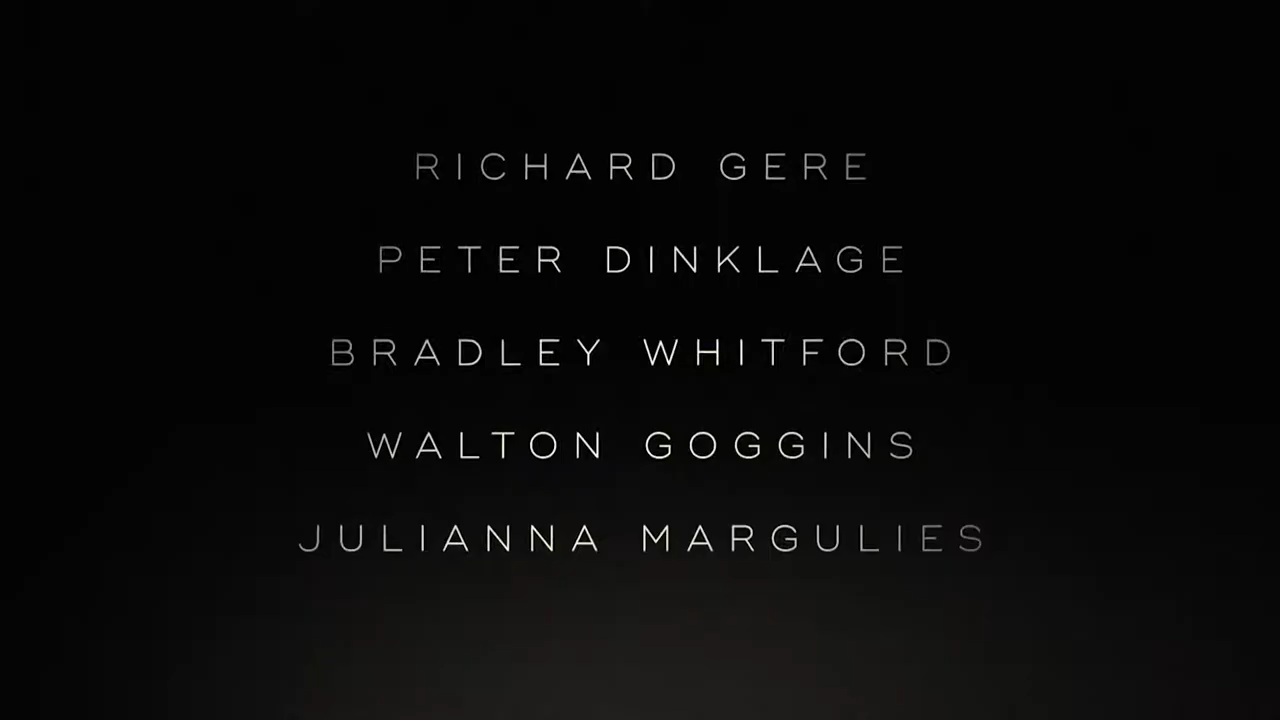 RICHARD GERE
PETER DINKLAGE
BRADLEY WHITFORD
WALTON GOGGINS
JULIANNA MARGULIES